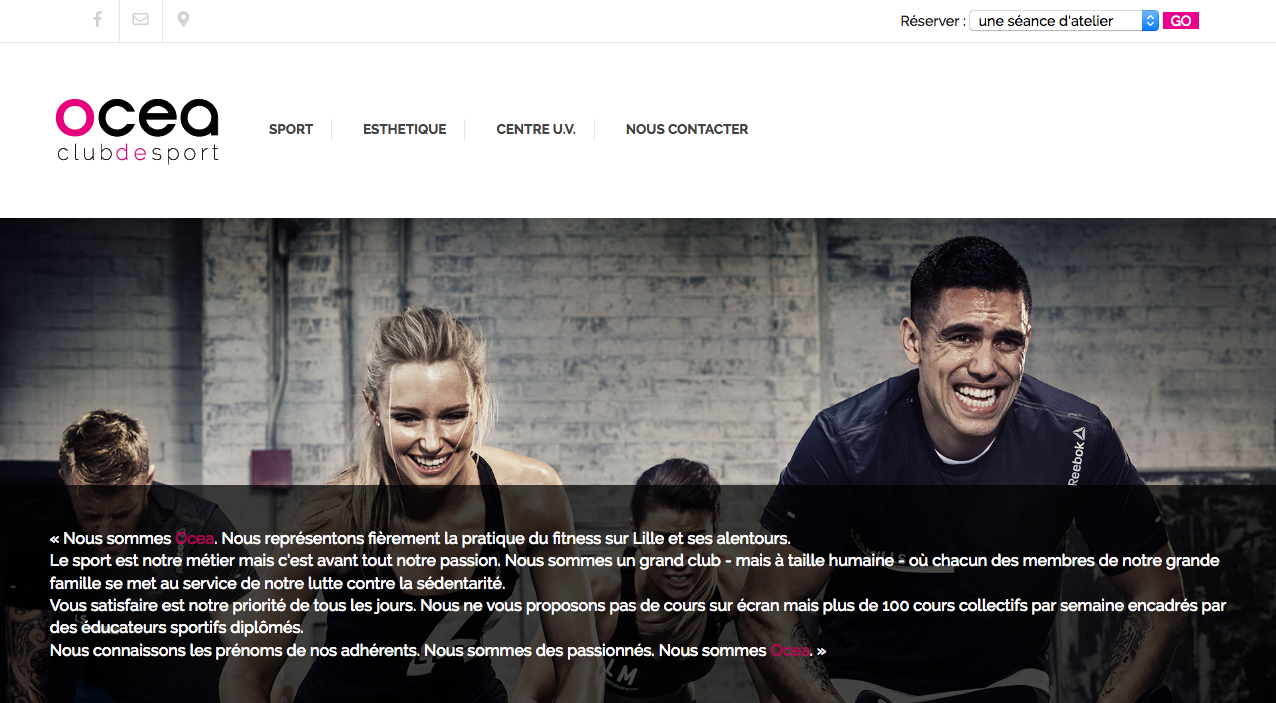 Réserver : une séance d'atelier GO
ocea
clubdesport
SPORT ESTHETIQUE CENTRE U.V. NOUS CONTACTER
Reebok
« Nous sommes Ocea. Nous représentons fièrement la pratique du fitness sur Lille et ses alentours.
Le sport est notre métier mais c'est avant tout notre passion. Nous sommes un grand club - mais à taille humaine - où chacun des membres de notre grande
famille se met au service de notre lutte contre la sédentarité.
Vous satisfaire est notre priorité de tous les jours. Nous ne vous proposons pas de cours sur écran mais plus de 100 cours collectifs par semaine encadrés par
des éducateurs sportifs diplômés.
Nous connaissons les prénoms de nos adhérents. Nous sommes des passionnés. Nous sommes Ocea. »